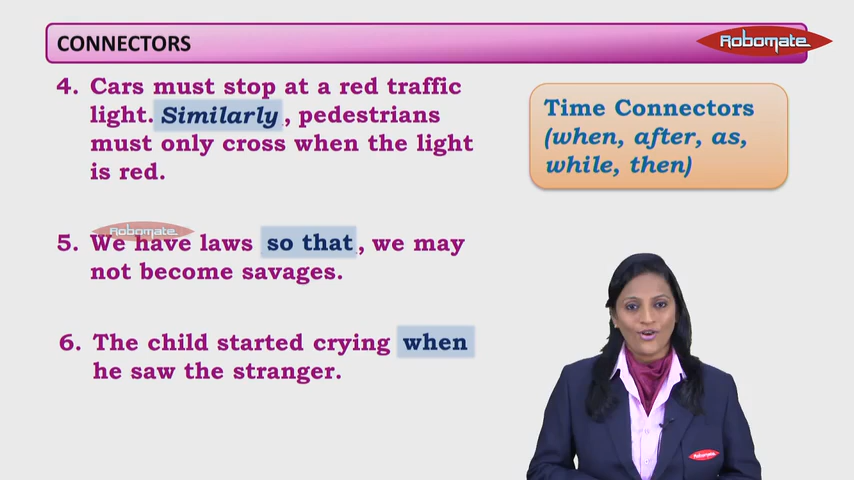 CONNECTORS
Robomate
4. Cars must stop at a red traffic
light. Similarly, pedestrians
must only cross when the light
is red.
Time Connectors
(when, after, as,
while, then)
Robomate
5. We have laws so that, we may
not become savages.
6. The child started crying when
he saw the stranger.
Robomate